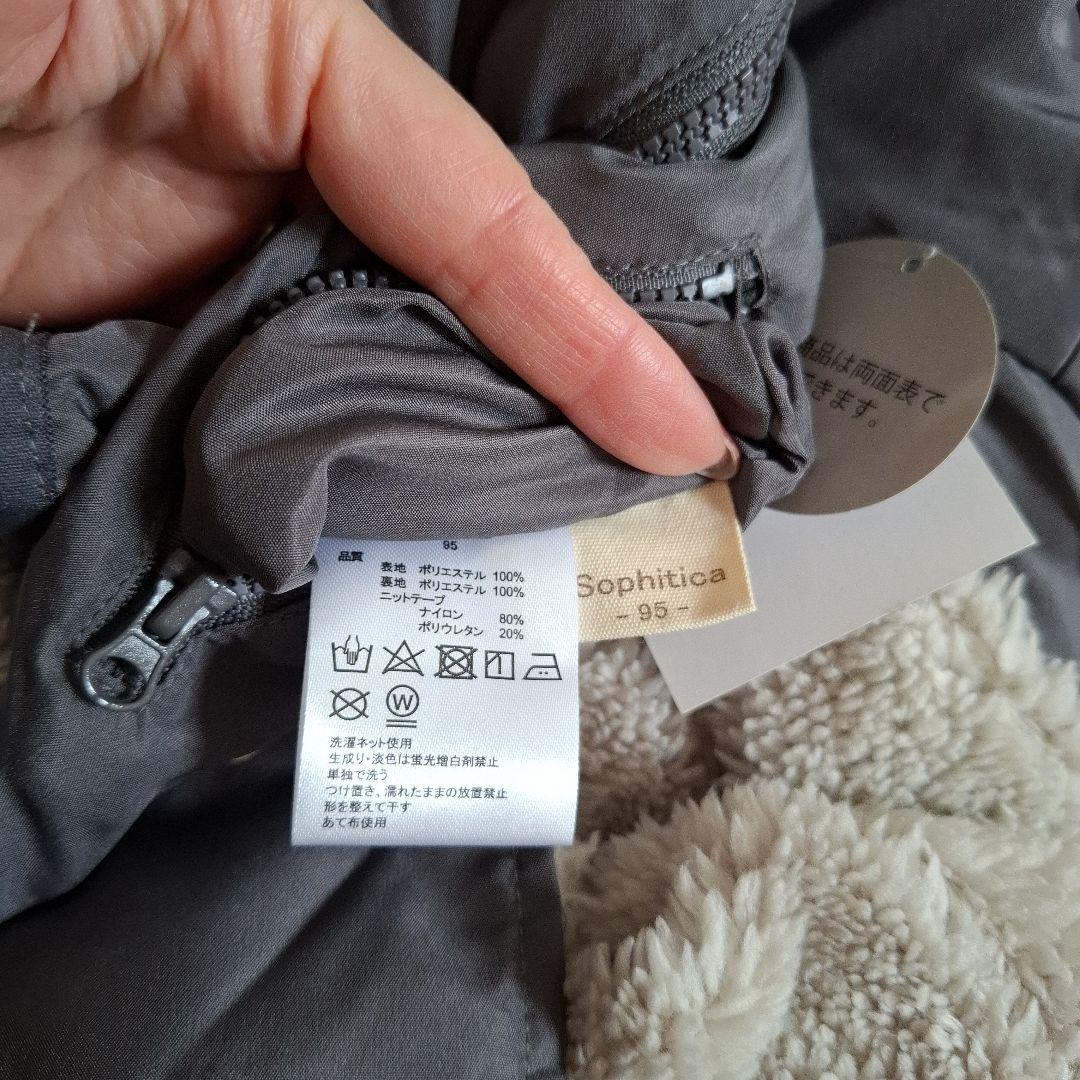 商品は両面表で
きます。
95
品質
表地 ポリエステル 100%
裏地 ポリエステル 100%
ニットテープ
ナイロン 80%
ポリウレタン 20%
W
洗濯ネット使用
生成り・淡色は蛍光増白剤禁止
単独で洗う
つけ置き、濡れたままの放置禁止
形を整えて干す
あて布使用
Sophitica
- 95 -